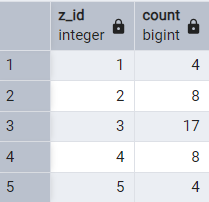 z_id count
integer bigint
1 1 4
2 2 8
3 3 17
4 4 8
5 5 4